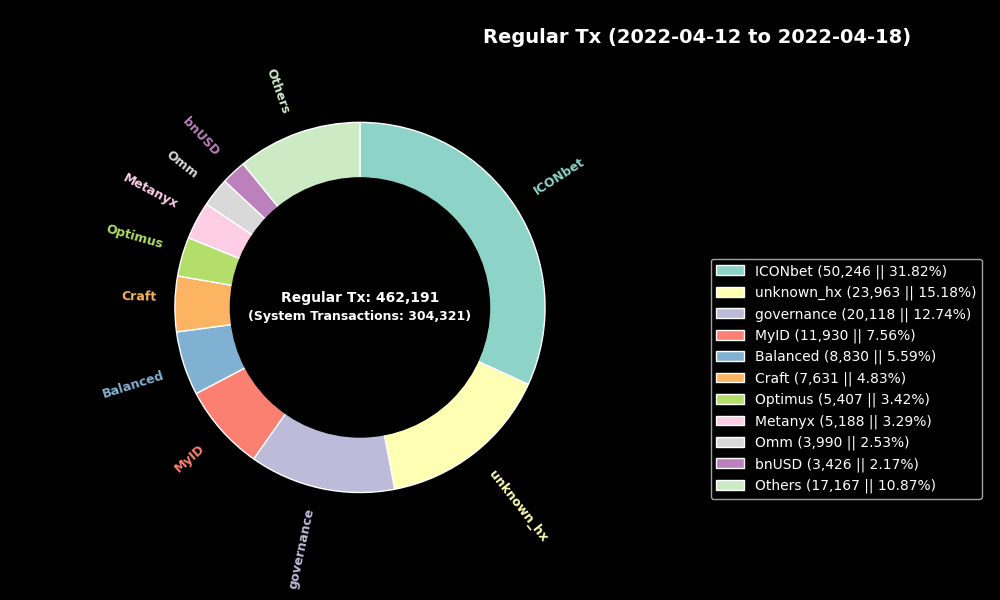 Regular Tx (2022-04-12 to 2022-04-18)
Others
bnUSD
Omm
Metanyx
Optimus
Craft
Balanced
MyID
governance
unknown_hx
ICONbet
Regular Tx: 462,191
(System Transactions: 304,321)
ICONbet (50,246 || 31.82%)
unknown_hx (23,963 || 15.18%)
governance (20,118 || 12.74%)
MyID (11,930 || 7.56%)
Balanced (8,830 || 5.59%)
Craft (7,631 || 4.83%)
Optimus (5,407 || 3.42%)
Metanyx (5,188 || 3.29%)
Omm (3,990 || 2.53%)
bnUSD (3,426 || 2.17%)
Others (17,167 || 10.87%)